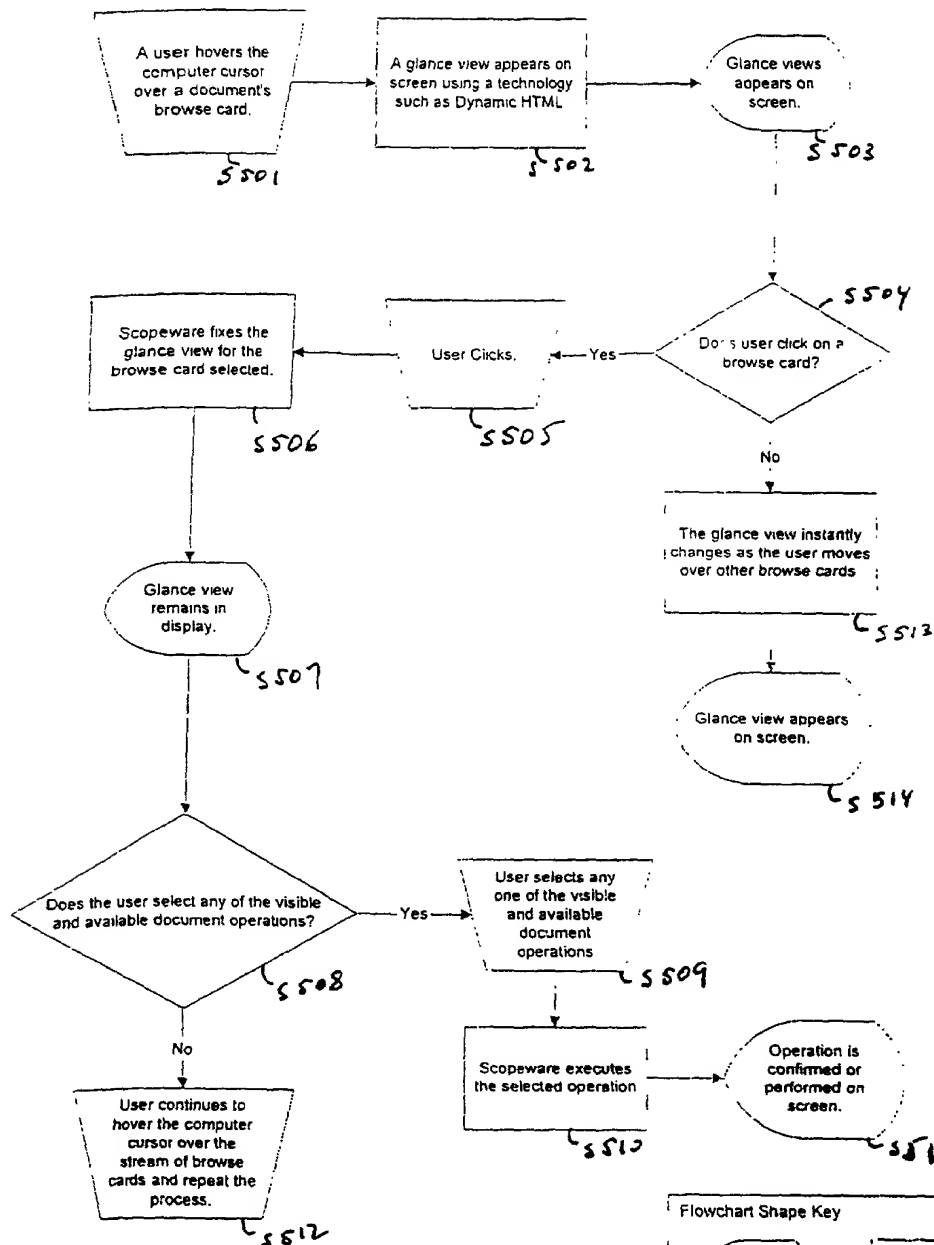 A user hovers the
computer cursor
over a document's
browse card.
S501
A glance view appears on
screen using a technology
such as Dynamic HTML
S502
Glance views
appears on
screen.
S503
S504
user click on a
browse card?
Yes
User Clicks.
S505
Scopeware fixes the
glance view for the
browse card selected.
S506
No
The glance view instantly
changes as the user moves
over other browse cards
S513
Glance view
remains in
display.
S507
Glance view appears
on screen.
S514
Does the user select any of the visible
and available document operations?
S508
Yes
User selects any
one of the visible
and available
document
operations
S509
No
Scopeware executes
the selected operation
S510
Operation is
confirmed or
performed on
screen.
User continues to
hover the computer
cursor over the
stream of browse
cards and repeat the
process.
S512
Flowchart Shape Key